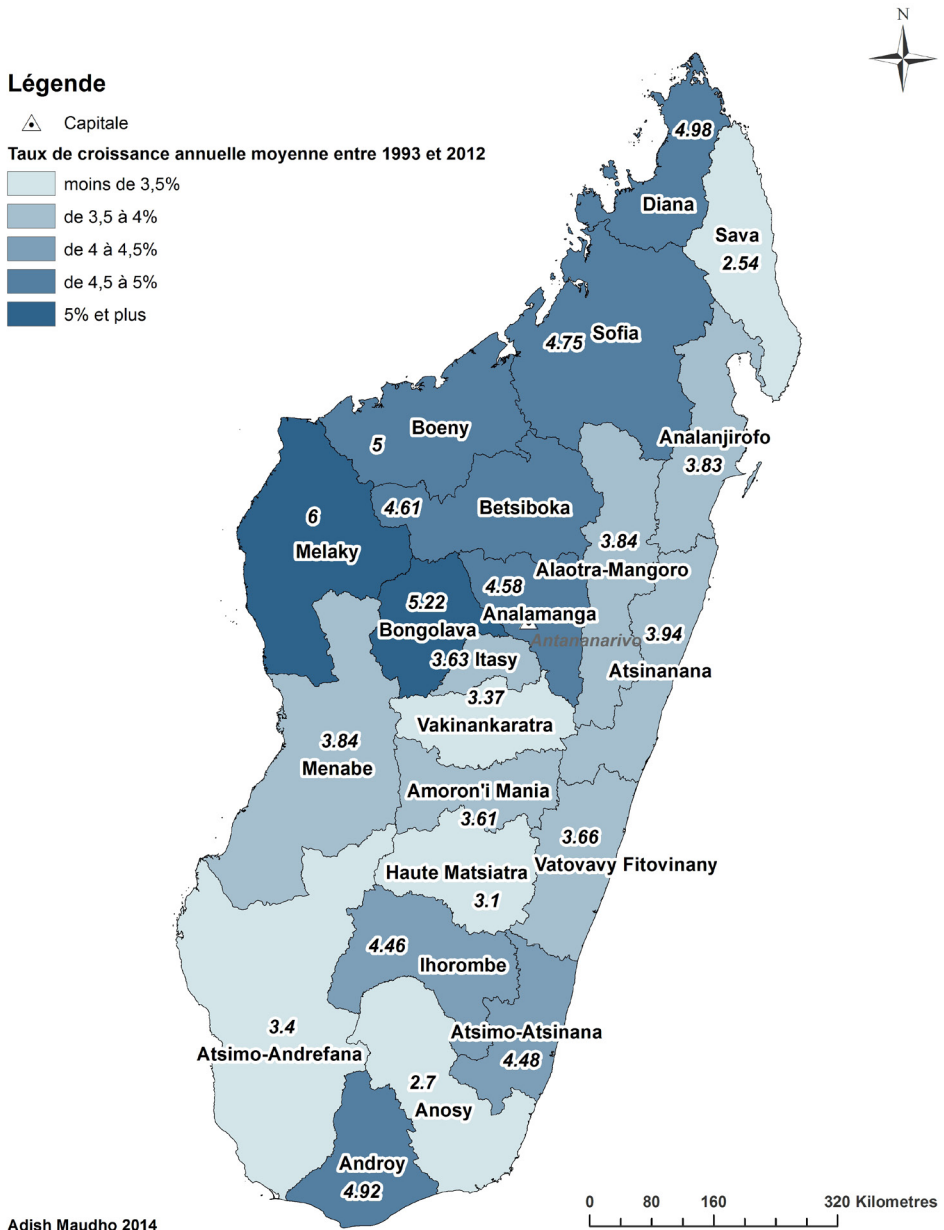 N
Légende
Capitale
Taux de croissance annuelle moyenne entre 1993 et 2012
moins de 3,5%
de 3,5 à 4%
de 4 à 4,5%
de 4,5 à 5%
5% et plus
4.98
Diana
Sava
2.54
4.75 Sofia
Boeny
5
Analanjirofo
3.83
4.61
Betsiboka
6
Melaky
3.84
Alaotra-Mangoro
4.58
Analamanga
5.22
Bongolava
Antananarivo
3.94
Atsinanana
3.63 Itasy
3.37
Vakinankaratra
3.84
Menabe
Amoron'i Mania
3.61
3.66
Vatovavy Fitovinany
Haute Matsiatra
3.1
4.46
Ihorombe
3.4
Atsimo-Andrefana
Atsimo-Atsinana
4.48
2.7
Anosy
Androy
4.92
0 80 160 320 Kilometres
Adish Maudho 2014